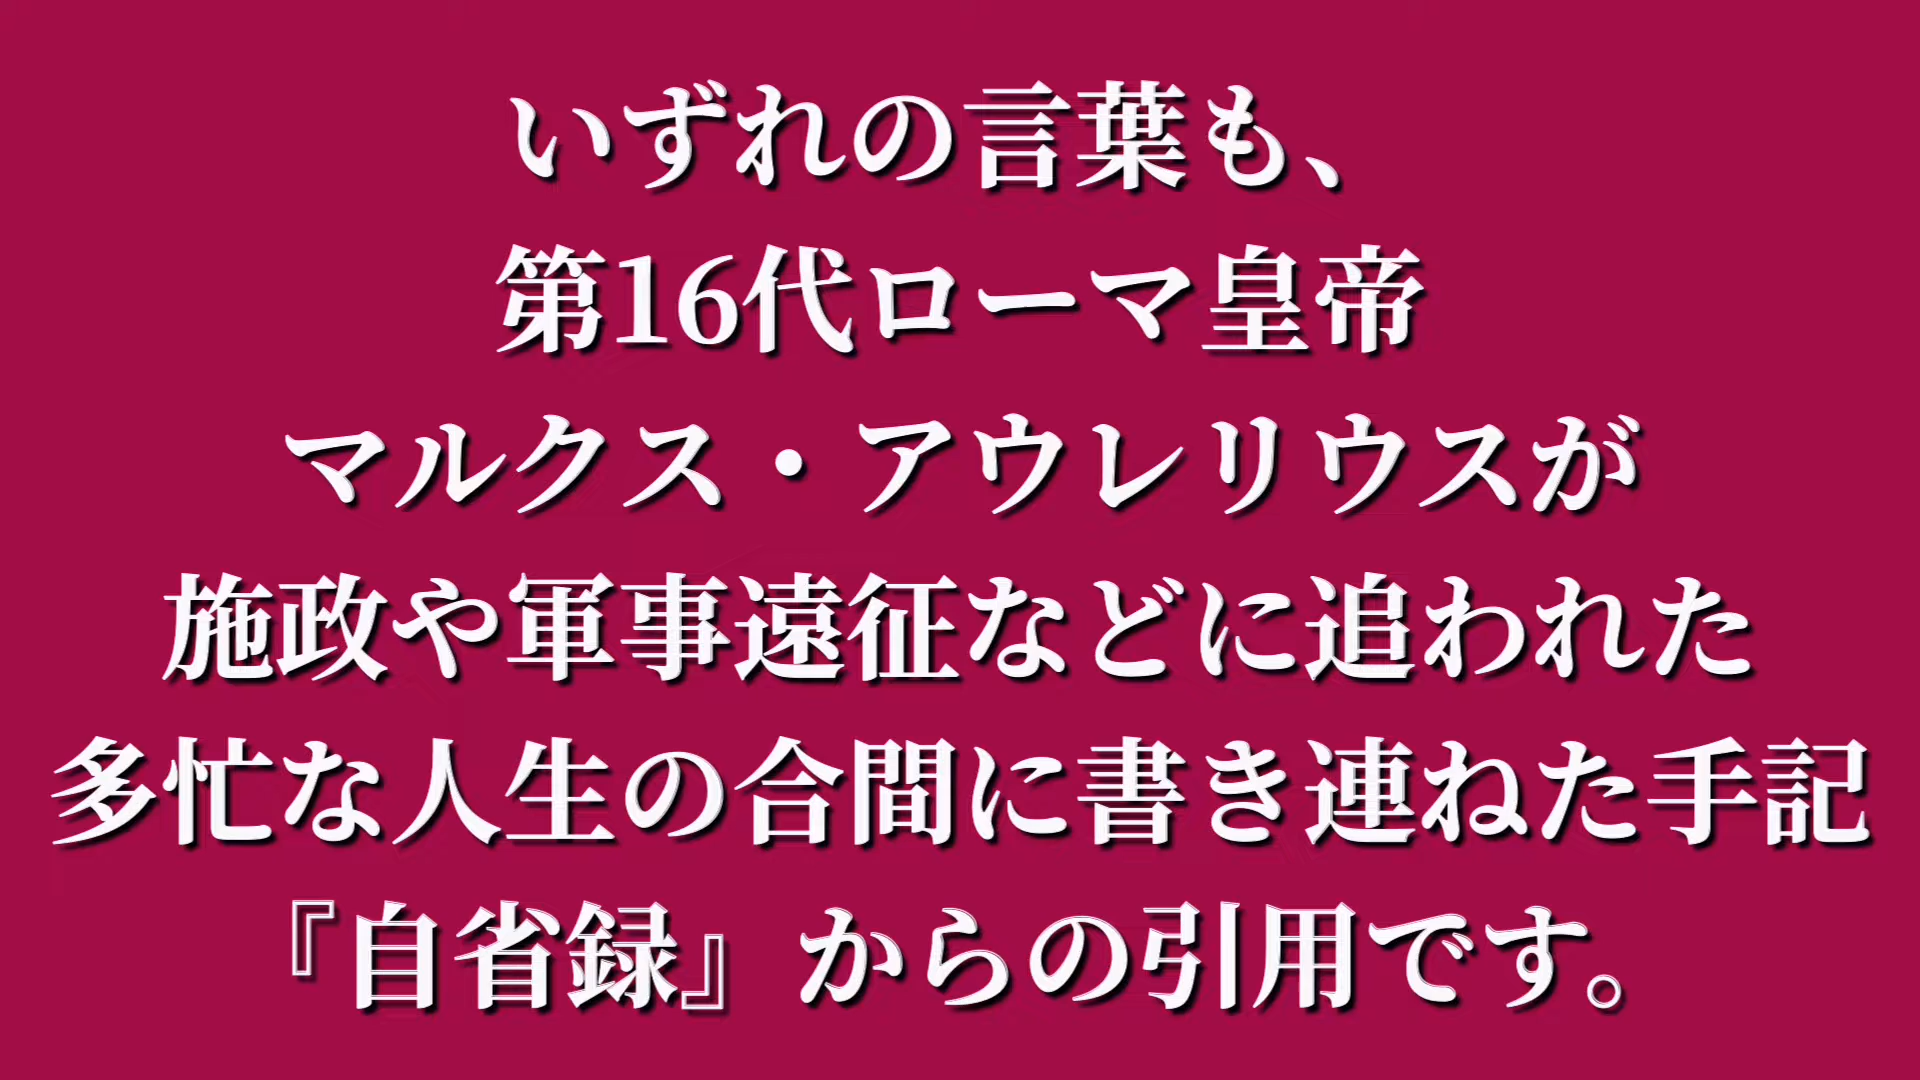 いずれの言葉も、
第16代ローマ皇帝
マルクス・アウレリウスが
施政や軍事遠征などに追われた
多忙な人生の合間に書き連ねた手記
『自省録』からの引用です。